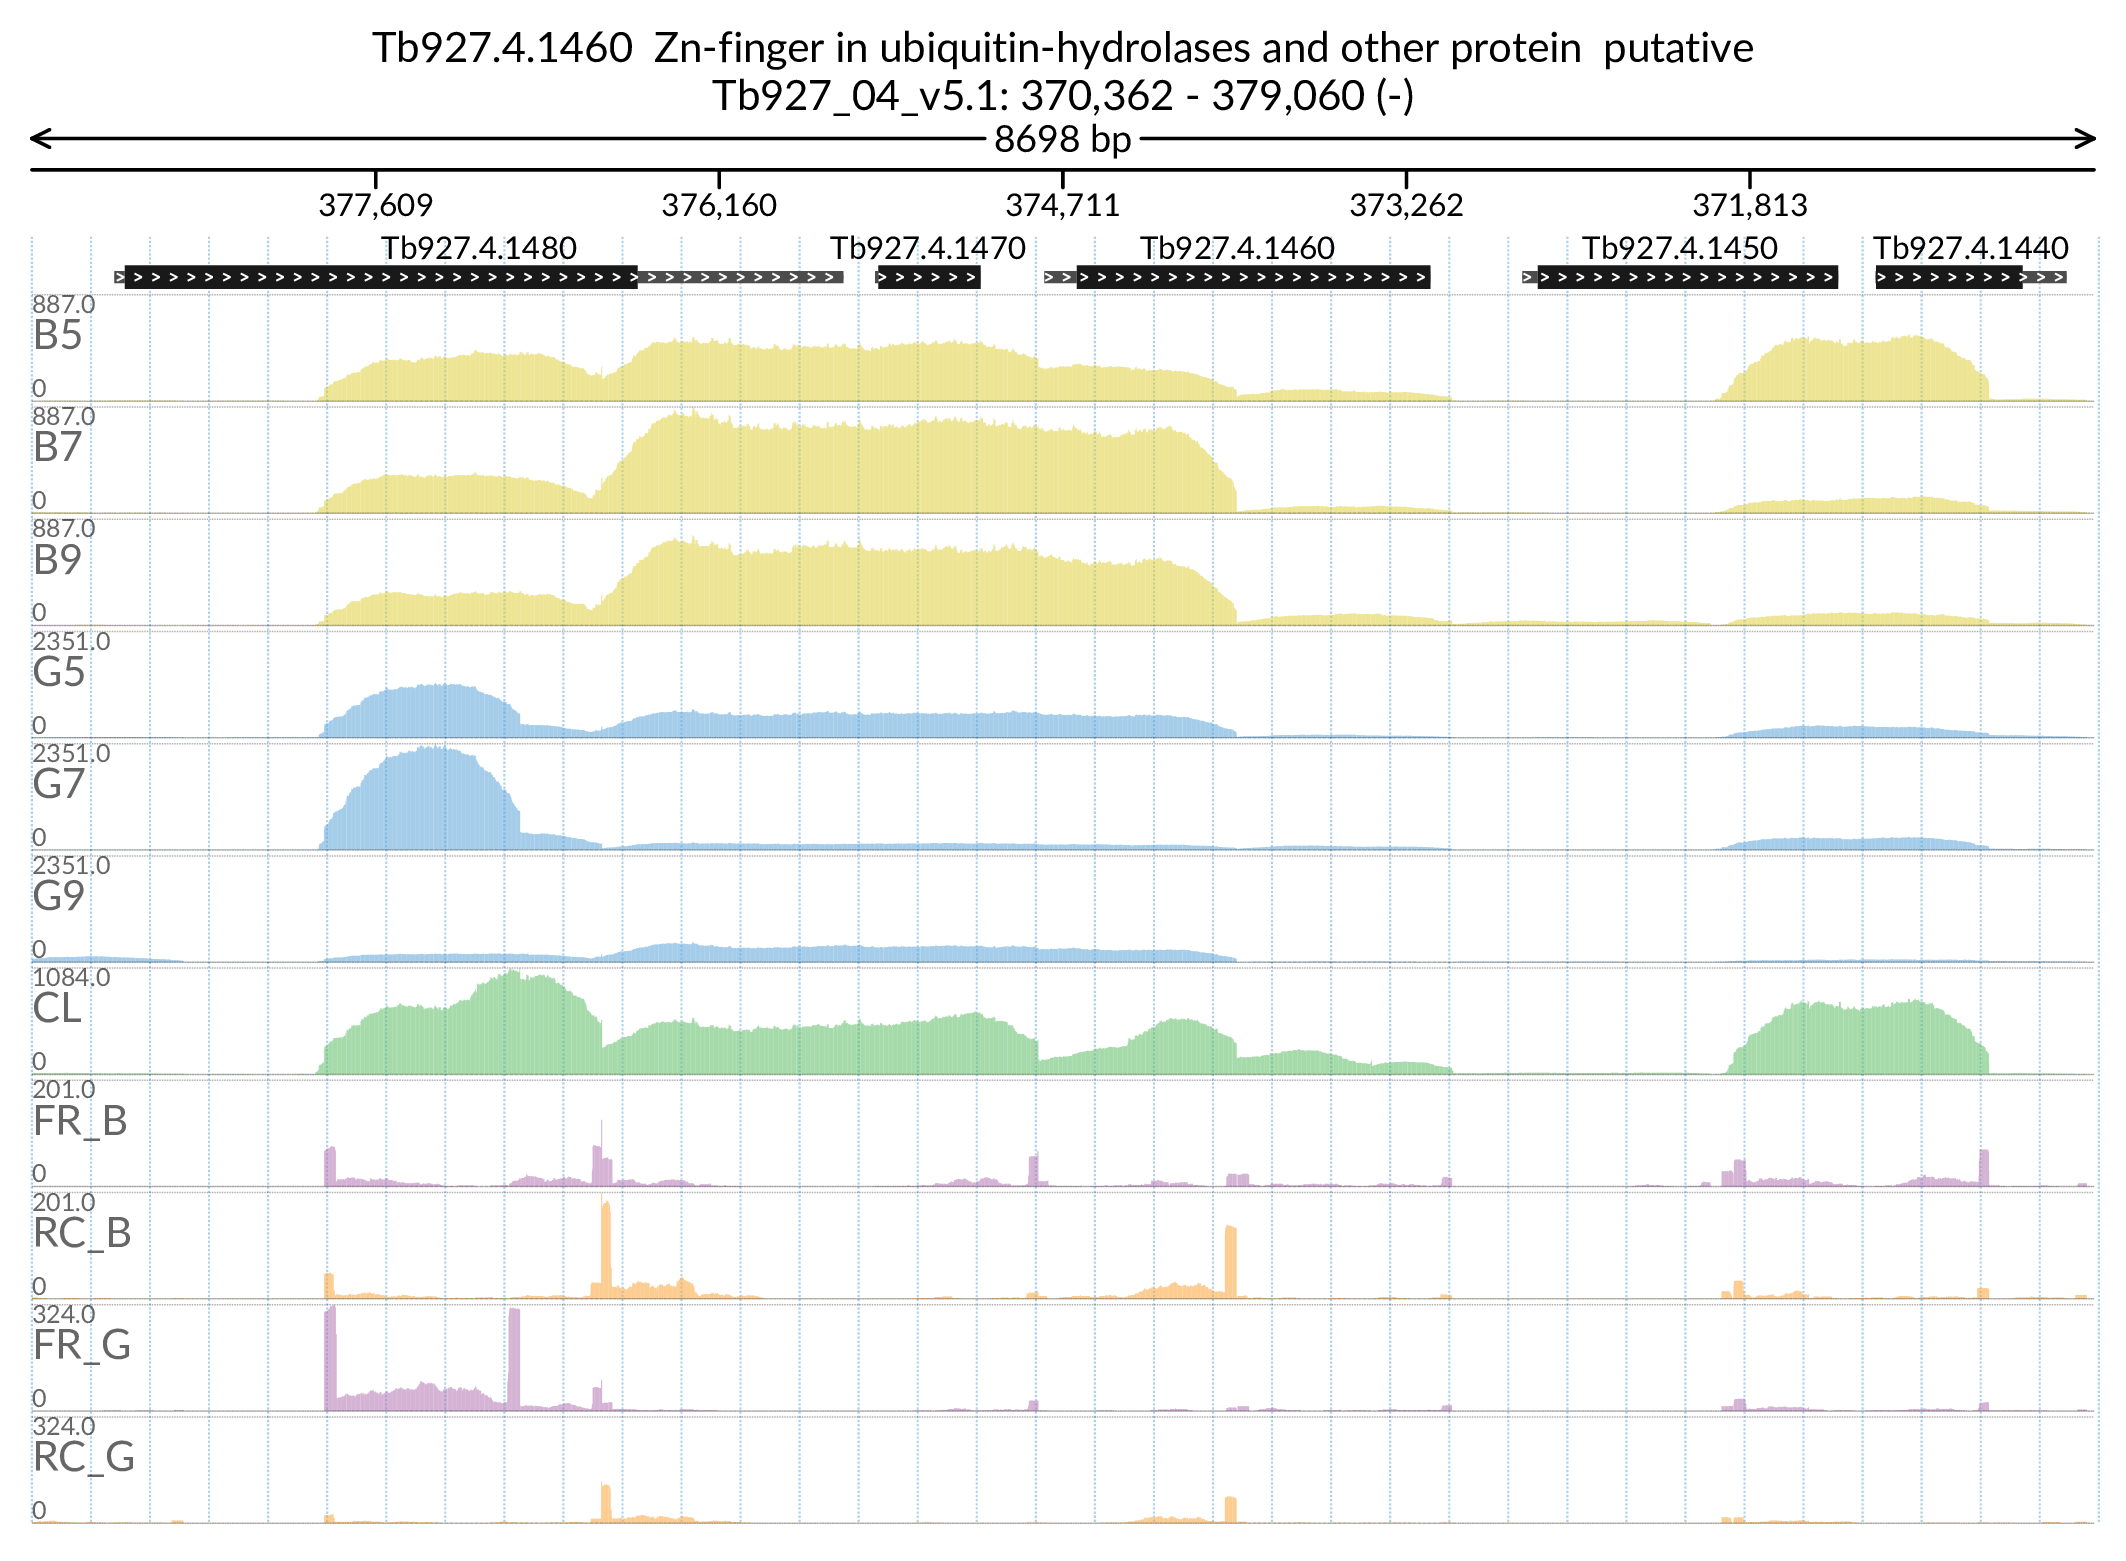 Tb927.4.1460  Zn-finger in ubiquitin-hydrolases and other protein  putative
Tb927_04_v5.1: 370,362 - 379,060 (-)
8698 bp
377,609 376,160 374,711 373,262 371,813
Tb927.4.1480 Tb927.4.1470 Tb927.4.1460 Tb927.4.1450 Tb927.4.1440
887.0
B5
0
887.0
B7
0
887.0
B9
0
2351.0
G5
0
2351.0
G7
0
2351.0
G9
0
1084.0
CL
0
201.0
FR_B
0
201.0
RC_B
0
324.0
FR_G
0
324.0
RC_G
0